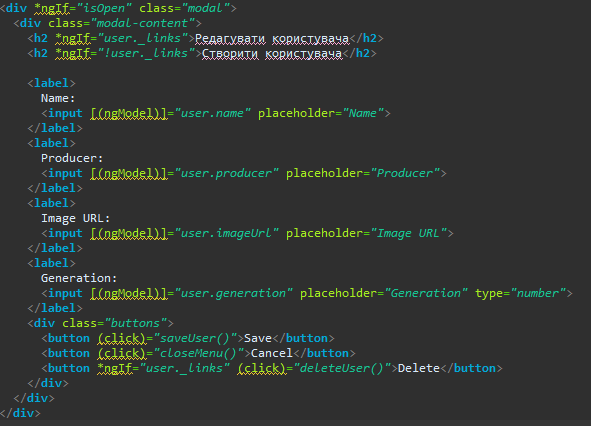 <div *ngIf="isOpen" class="modal">
  <div class="modal-content">
    <h2 *ngIf="user._links">Редагувати користувача</h2>
    <h2 *ngIf="!user._links">Створити користувача</h2>

    <label>
      Name:
      <input [(ngModel)]="user.name" placeholder="Name">
    </label>
    <label>
      Producer:
      <input [(ngModel)]="user.producer" placeholder="Producer">
    </label>
    <label>
      Image URL:
      <input [(ngModel)]="user.imageUrl" placeholder="Image URL">
    </label>
    <label>
      Generation:
      <input [(ngModel)]="user.generation" placeholder="Generation" type="number">
    </label>
    <div class="buttons">
      <button (click)="saveUser()">Save</button>
      <button (click)="closeMenu()">Cancel</button>
      <button *ngIf="user._links" (click)="deleteUser()">Delete</button>
    </div>
  </div>
</div>